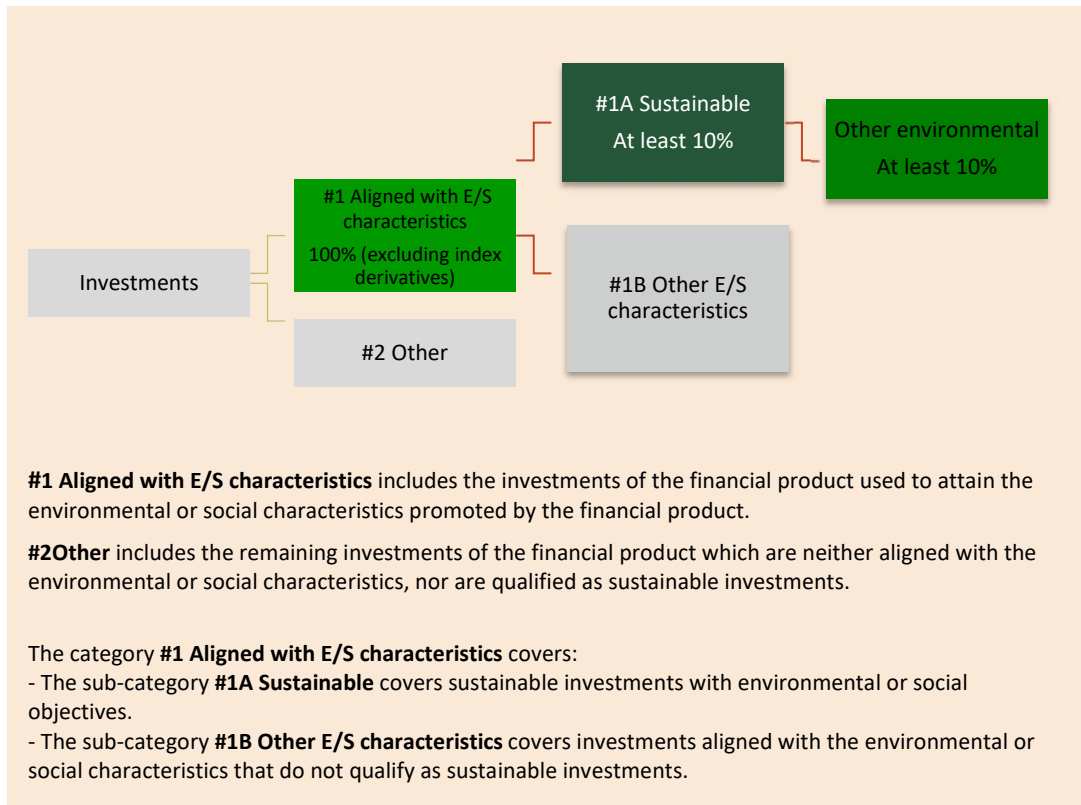 #1A Sustainable
At least 10%
Other environmental
At least 10%
#1 Aligned with E/S
characteristics
100% (excluding index
derivatives)
Investments
#1B Other E/S
characteristics
#2 Other
#1 Aligned with E/S characteristics includes the investments of the financial product used to attain the
environmental or social characteristics promoted by the financial product.
#2Other includes the remaining investments of the financial product which are neither aligned with the
environmental or social characteristics, nor are qualified as sustainable investments.
The category #1 Aligned with E/S characteristics covers:
- The sub-category #1A Sustainable covers sustainable investments with environmental or social
objectives.
- The sub-category #1B Other E/S characteristics covers investments aligned with the environmental or
social characteristics that do not qualify as sustainable investments.